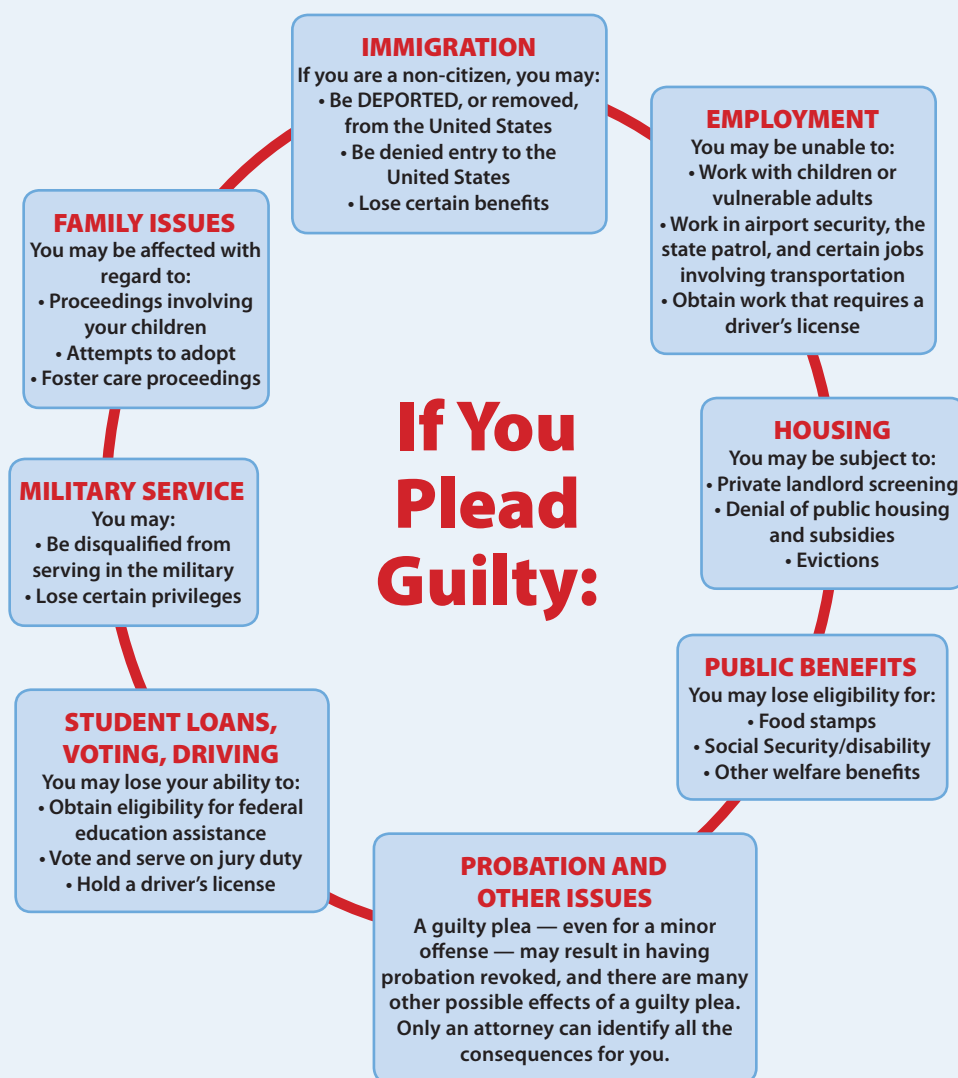 IMMIGRATION
If you are a non-citizen, you may:
• Be DEPORTED, or removed,
from the United States
• Be denied entry to the
United States
• Lose certain benefits
EMPLOYMENT
You may be unable to:
• Work with children or
vulnerable adults
• Work in airport security, the
state patrol, and certain jobs
involving transportation
• Obtain work that requires a
driver’s license
HOUSING
You may be subject to:
• Private landlord screening
• Denial of public housing
and subsidies
• Evictions
PUBLIC BENEFITS
You may lose eligibility for:
• Food stamps
• Social Security/disability
• Other welfare benefits
PROBATION AND
OTHER ISSUES
A guilty plea — even for a minor
offense — may result in having
probation revoked, and there are many
other possible effects of a guilty plea.
Only an attorney can identify all the
consequences for you.
STUDENT LOANS,
VOTING, DRIVING
You may lose your ability to:
• Obtain eligibility for federal
education assistance
• Vote and serve on jury duty
• Hold a driver’s license
MILITARY SERVICE
You may:
• Be disqualified from
serving in the military
• Lose certain privileges
FAMILY ISSUES
You may be affected with
regard to:
• Proceedings involving
your children
• Attempts to adopt
• Foster care proceedings
If You
Plead
Guilty: